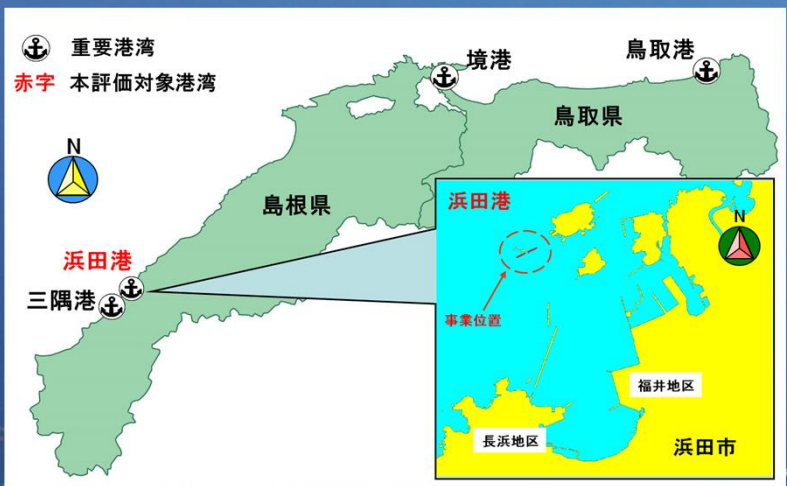 重要港湾
赤字 本評価対象港湾
境港
鳥取港
N
鳥取県
島根県
浜田港
三隅港
浜田港
N
事業位置
福井地区
長浜地区
浜田市